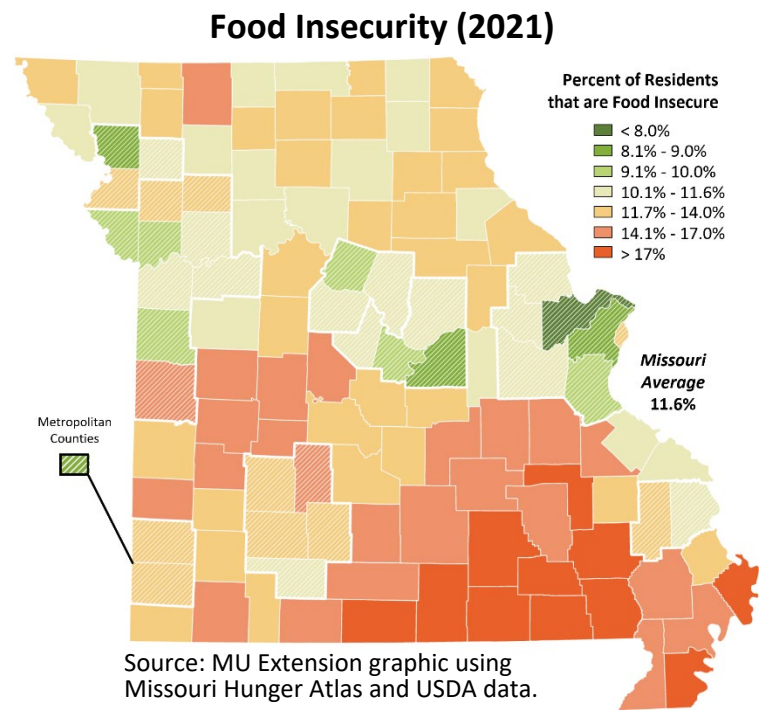 Food Insecurity (2021)
Percent of Residents
that are Food Insecure
< 8.0%
8.1% - 9.0%
9.1% - 10.0%
10.1% - 11.6%
11.7% - 14.0%
14.1% - 17.0%
> 17%
Missouri
Average
11.6%
Metropolitan
Counties
Source: MU Extension graphic using
Missouri Hunger Atlas and USDA data.